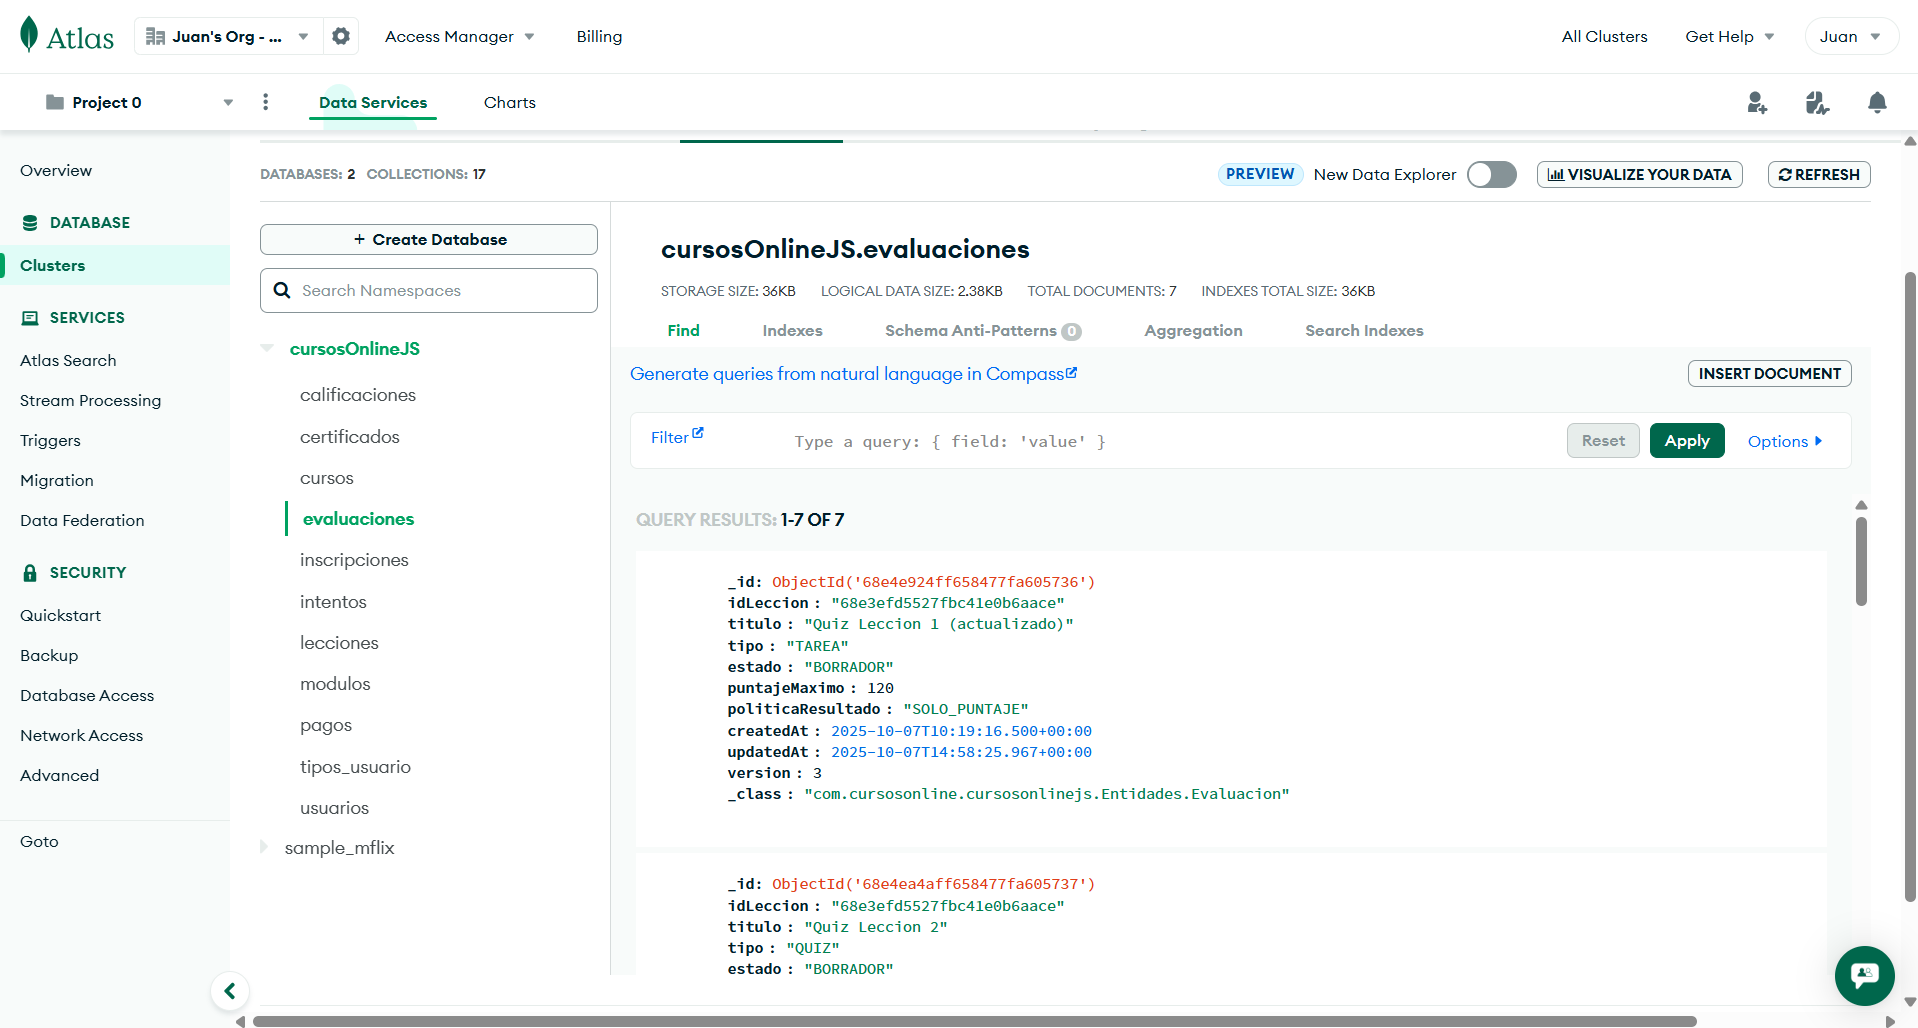 Atlas
Juan's Org - ...
Access Manager
Billing
All Clusters
Get Help
Juan
Project 0
Data Services
Charts
Overview
DATABASE
Clusters
SERVICES
Atlas Search
Stream Processing
Triggers
Migration
Data Federation
SECURITY
Quickstart
Backup
Database Access
Network Access
Advanced
Goto
DATABASES: 2 COLLECTIONS: 17
PREVIEW New Data Explorer
VISUALIZE YOUR DATA
REFRESH
+ Create Database
Search Namespaces
cursosOnlineJS
calificaciones
certificados
cursos
evaluaciones
inscripciones
intentos
lecciones
modulos
pagos
tipos_usuario
usuarios
sample_mflix
cursosOnlineJS.evaluaciones
STORAGE SIZE: 36KB LOGICAL DATA SIZE: 2.38KB TOTAL DOCUMENTS: 7 INDEXES TOTAL SIZE: 36KB
Find Indexes Schema Anti-Patterns 0 Aggregation Search Indexes
Generate queries from natural language in Compass
INSERT DOCUMENT
Filter
Type a query: { field: 'value' }
Reset
Apply
Options
QUERY RESULTS: 1-7 OF 7
_id: ObjectId('68e4e924ff658477fa605736')
idLeccion : "68e3efd5527fbc41e0b6aace"
titulo : "Quiz Leccion 1 (actualizado)"
tipo : "TAREA"
estado : "BORRADOR"
puntajeMaximo : 120
politicaResultado : "SOLO_PUNTAJE"
createdAt : 2025-10-07T10:19:16.500+00:00
updatedAt : 2025-10-07T14:58:25.967+00:00
version : 3
_class : "com.cursosonline.cursosonlinejs.Entidades.Evaluacion"
_id: ObjectId('68e4ea4aff658477fa605737')
idLeccion : "68e3efd5527fbc41e0b6aace"
titulo : "Quiz Leccion 2"
tipo : "QUIZ"
estado : "BORRADOR"